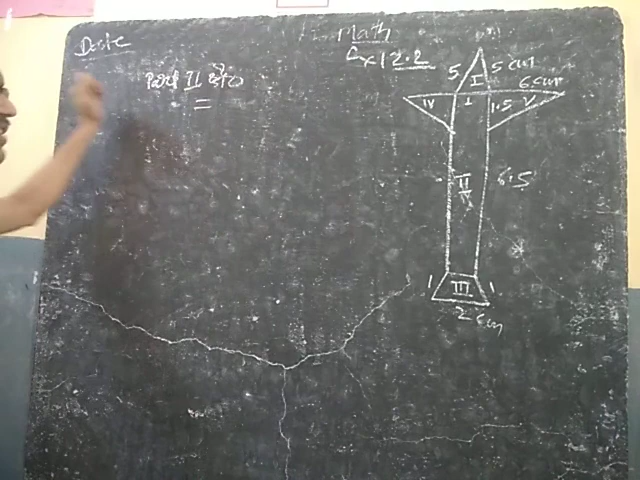 Date
Math
Ex 12.2
Part II का
=
5
5 cm
I
6 cm
IV
1
1.5
V
II
6.5
1
III
1
2 cm